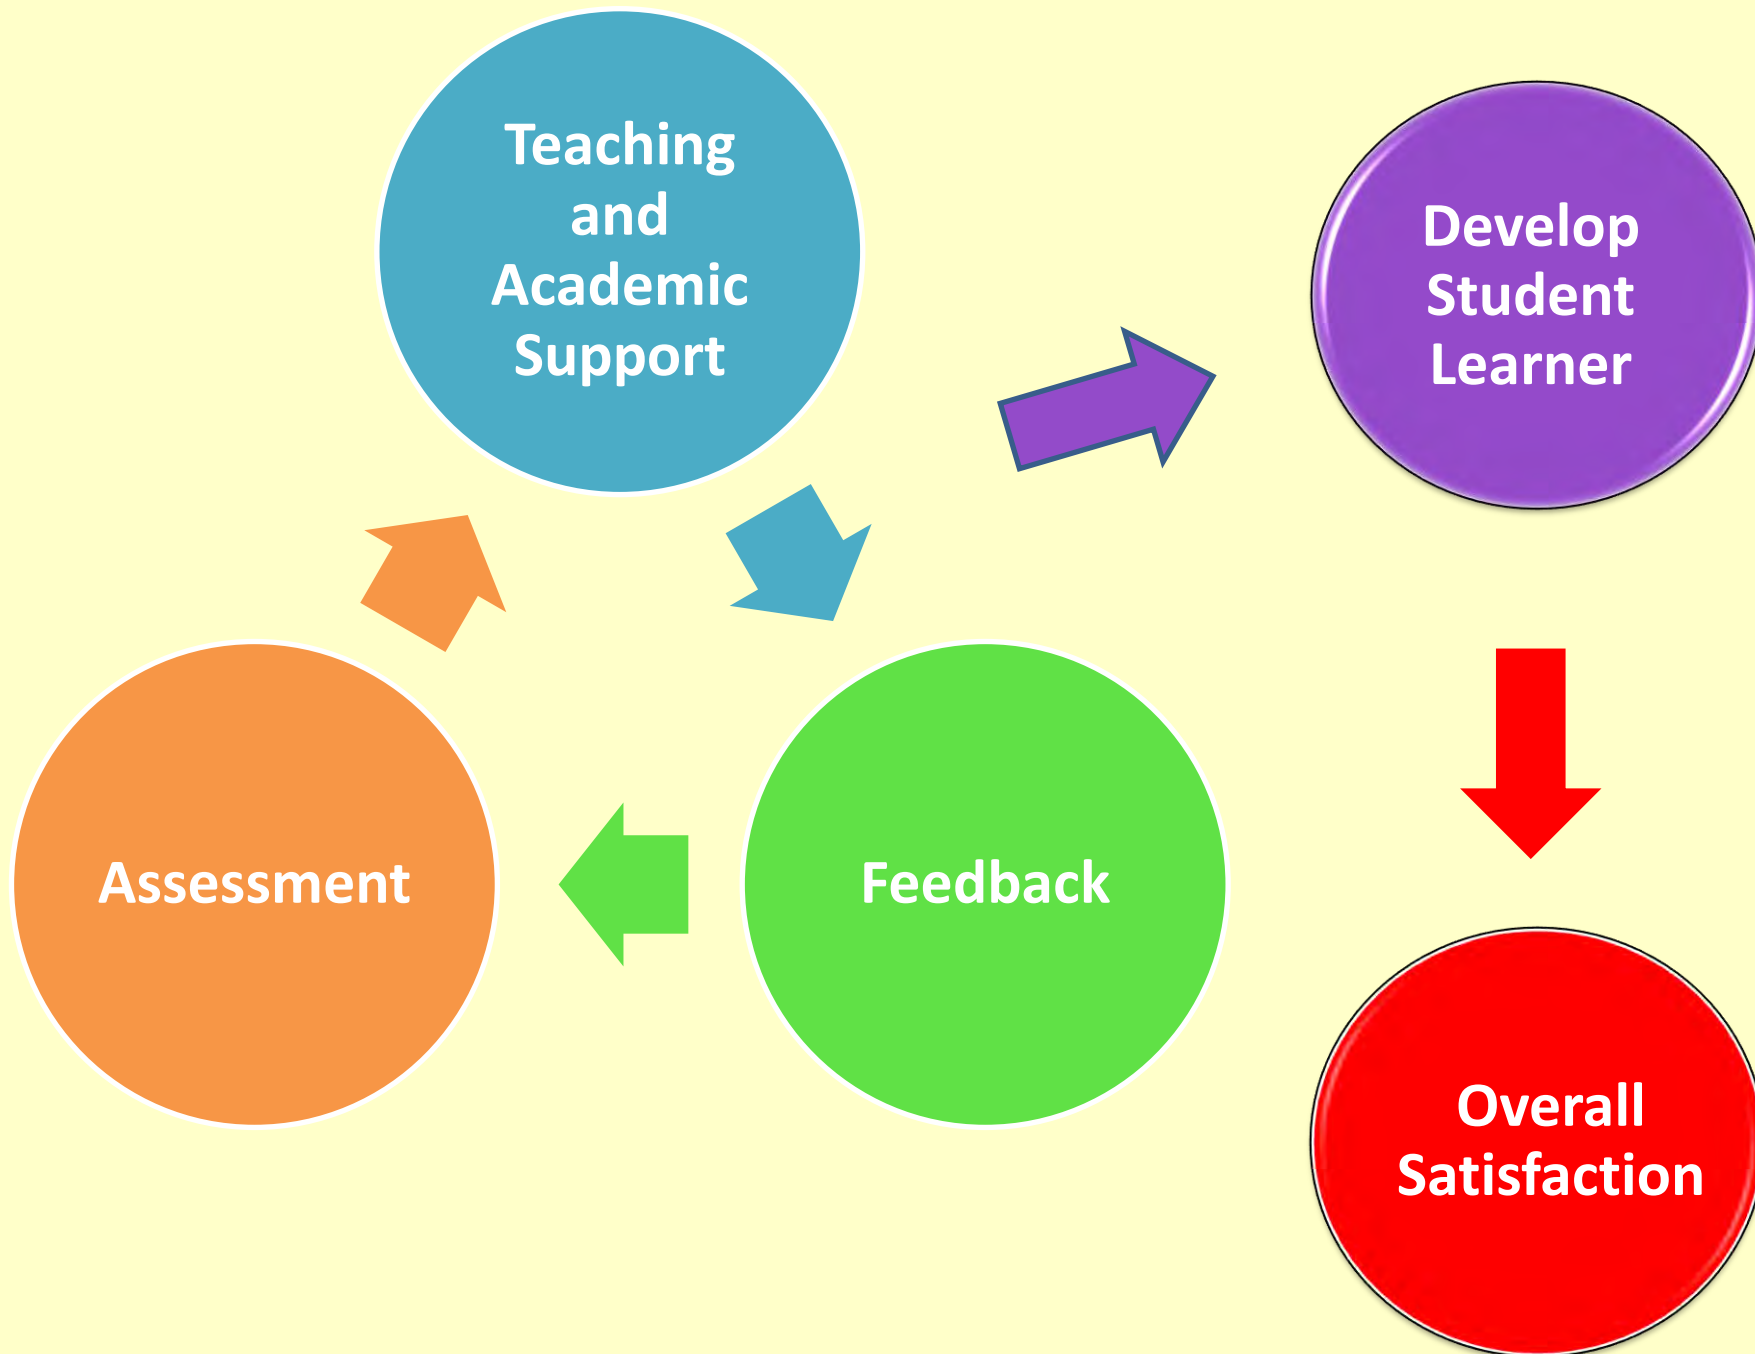 Teaching
and
Academic
Support
Develop
Student
Learner
Assessment
Feedback
Overall
Satisfaction